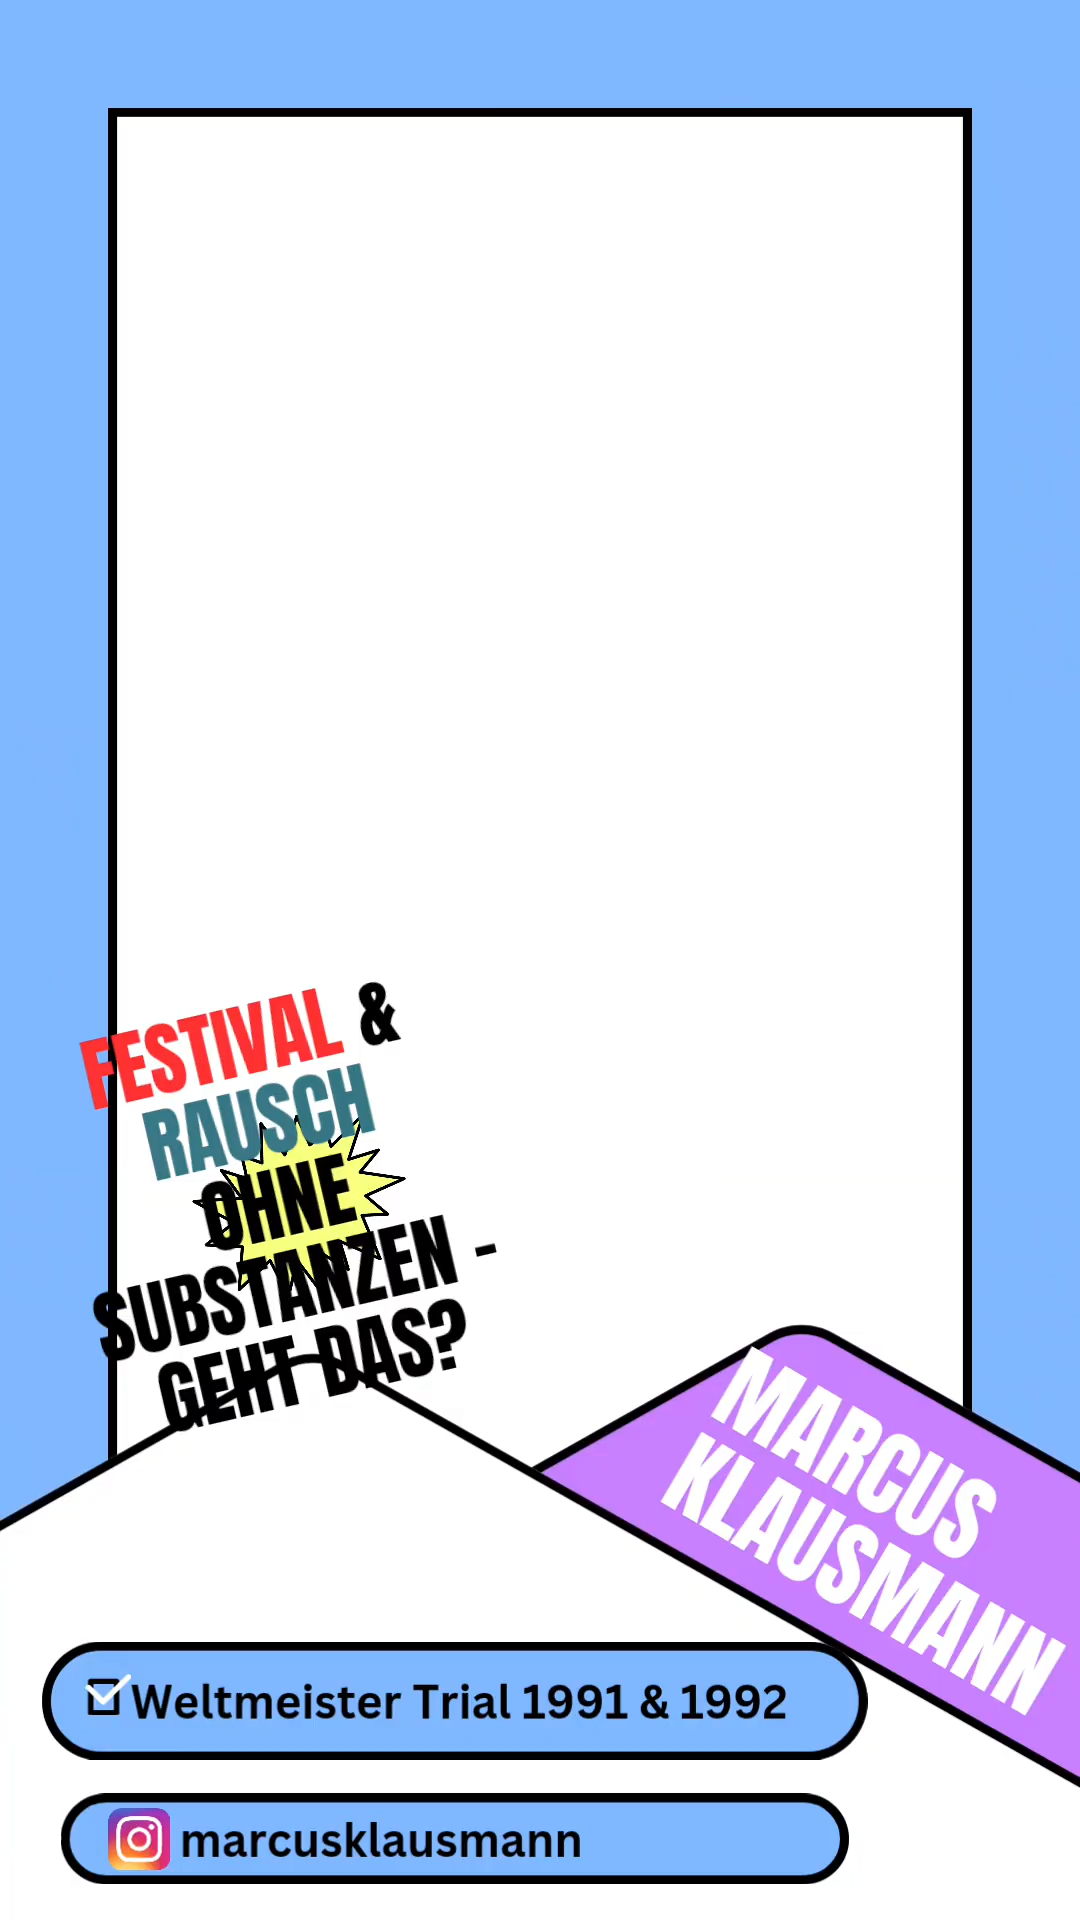 FESTIVAL &
RAUSCH
OHNE
SUBSTANZEN -
GEHT DAS?
MARCUS
KLAUSMANN
Weltmeister Trial 1991 & 1992
marcusklausmann